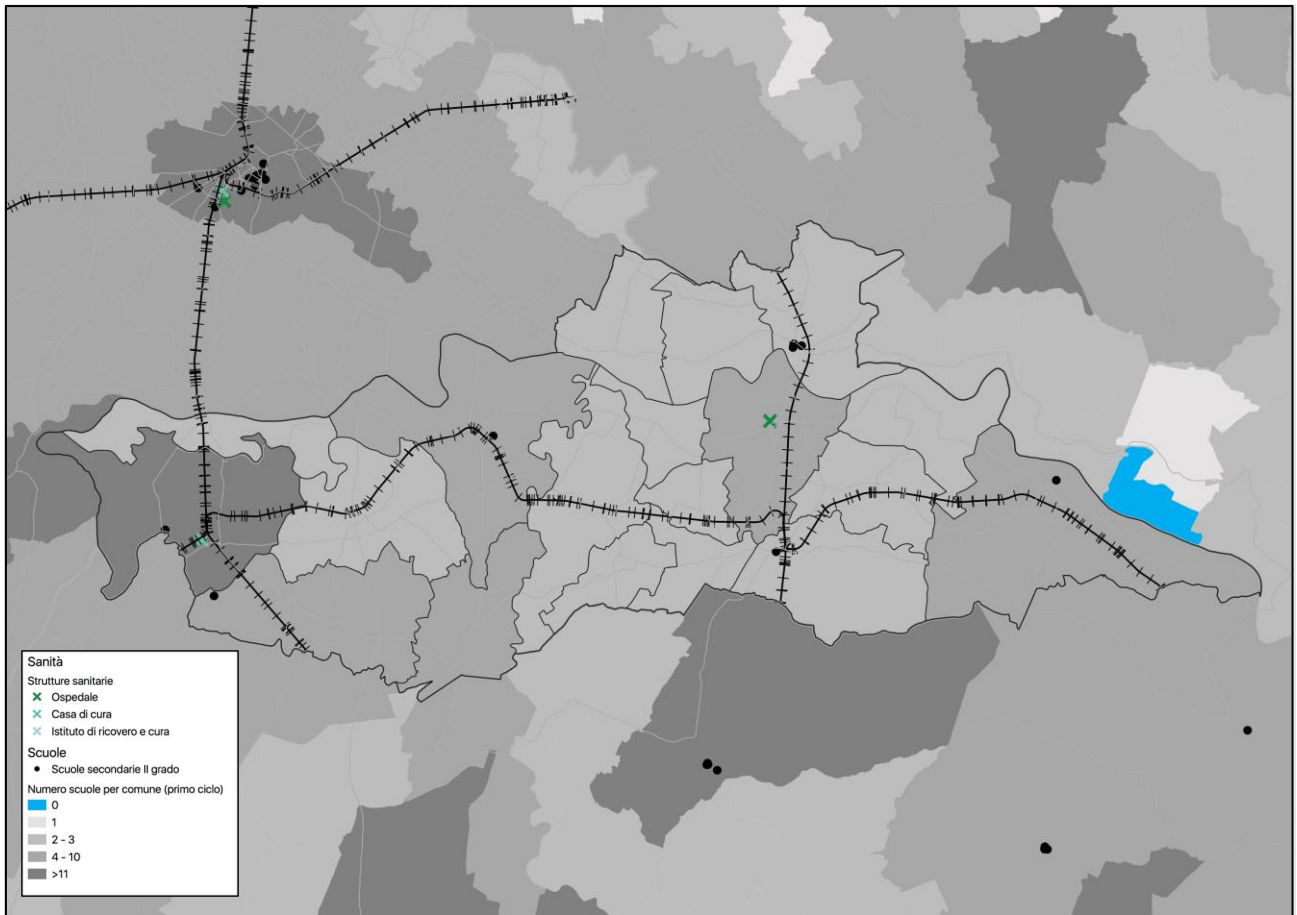 Sanità
Strutture sanitarie
Ospedale
Casa di cura
Istituto di ricovero e cura
Scuole
Scuole secondarie II grado
Numero scuole per comune (primo ciclo)
0
1
2 - 3
4 - 10
>11